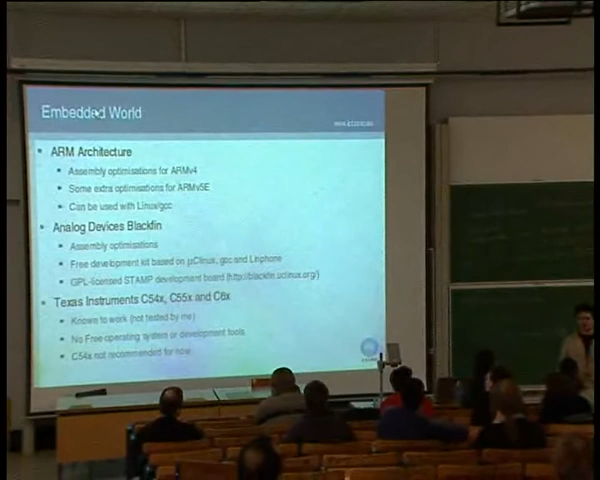 Embedded World
ARM Architecture
Assembly optimisations for ARMv4
Some extra optimisations for ARMv5E
Can be used with Linux/gcc
Analog Devices Blackfin
Assembly optimisations
Free development kit based on µClinux, gcc and Linphone
GPL-licensed STAMP development board (http://blackfin.uclinux.org/)
Texas Instruments C54x, C55x and C6x
Known to work (not tested by me)
No Free operating system or development tools
C54x not recommended for now